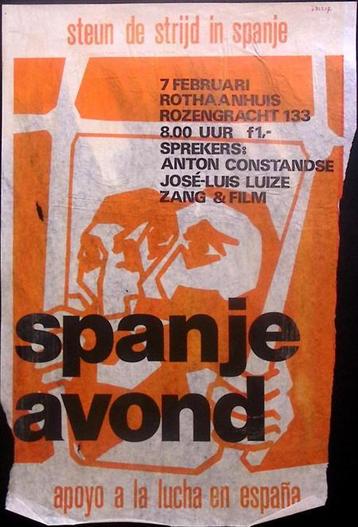 steun de strijd in spanje
7 FEBRUARI
ROTHAANHUIS
ROZENGRACHT 133
8.00 UUR f1,-
SPREKERS:
ANTON CONSTANDSE
JOSÉ-LUIS LUIZE
ZANG & FILM
spanje
avond
apoyo a la lucha en españa